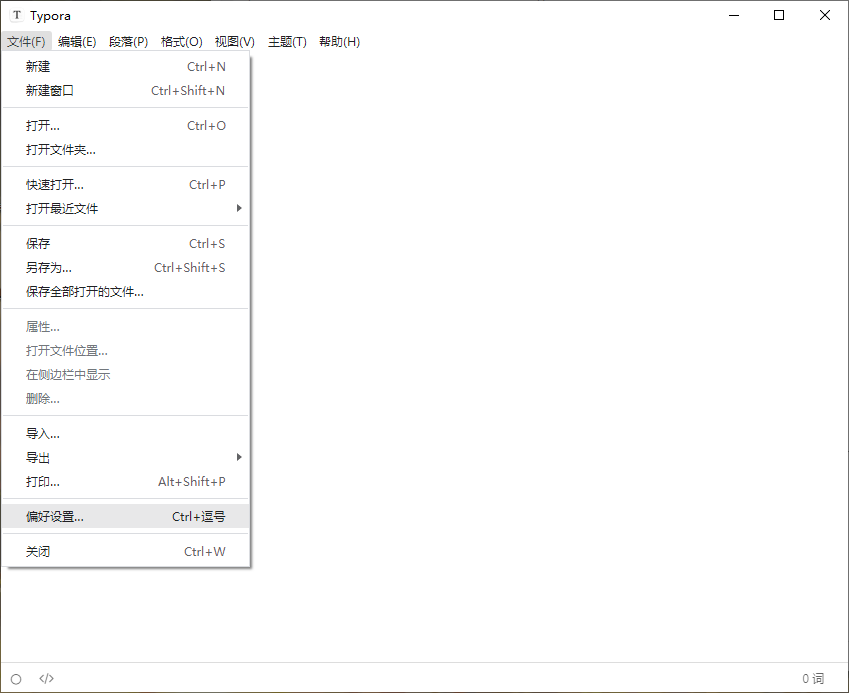 T Typora
文件(F) 编辑(E) 段落(P) 格式(O) 视图(V) 主题(T) 帮助(H)
新建 Ctrl+N
新建窗口 Ctrl+Shift+N
打开... Ctrl+O
打开文件夹...
快速打开... Ctrl+P
打开最近文件
保存 Ctrl+S
另存为... Ctrl+Shift+S
保存全部打开的文件...
属性...
打开文件位置...
在侧边栏中显示
删除...
导入...
导出
打印... Alt+Shift+P
偏好设置... Ctrl+逗号
关闭 Ctrl+W
</> 0 词